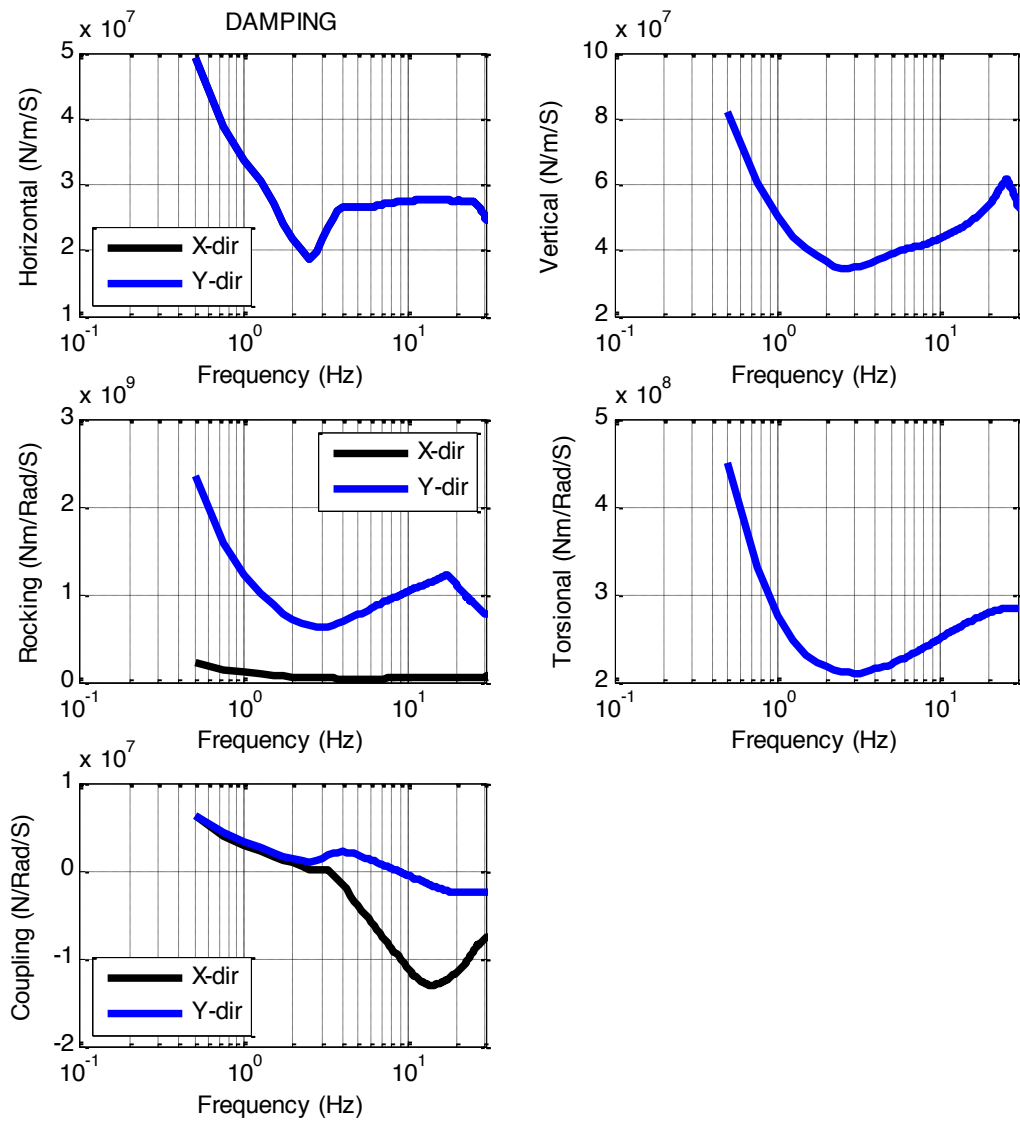 DAMPING
x 10^7
5
4
3
2
1
Horizontal (N/m/S)
X-dir
Y-dir
10^-1
10^0
10^1
Frequency (Hz)
x 10^7
10
8
6
4
2
Vertical (N/m/S)
10^-1
10^0
10^1
Frequency (Hz)
x 10^9
3
2
1
0
Rocking (Nm/Rad/S)
X-dir
Y-dir
10^-1
10^0
10^1
Frequency (Hz)
x 10^8
5
4
3
2
Torsional (Nm/Rad/S)
10^-1
10^0
10^1
Frequency (Hz)
x 10^7
1
0
-1
-2
Coupling (N/Rad/S)
X-dir
Y-dir
10^-1
10^0
10^1
Frequency (Hz)